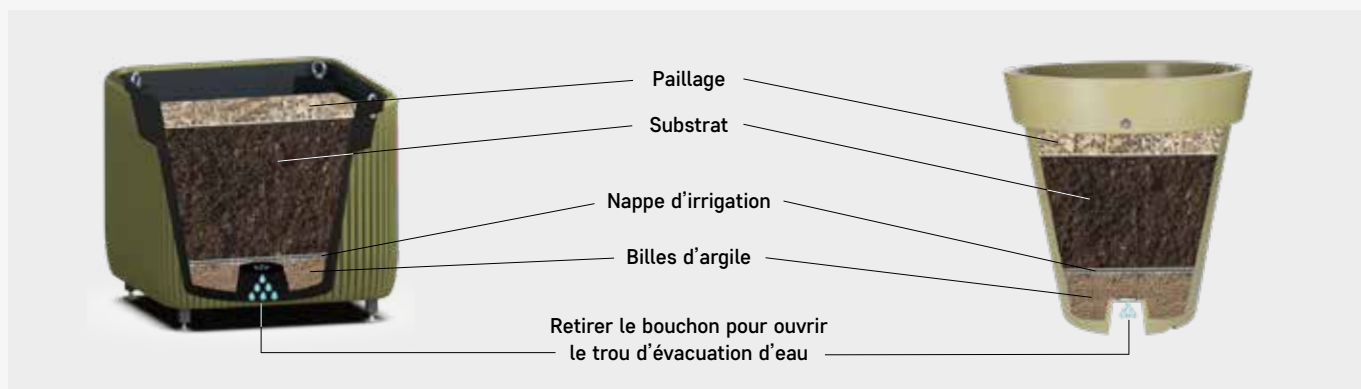 Paillage
Substrat
Nappe d'irrigation
Billes d'argile
Retirer le bouchon pour ouvrir
le trou d'évacuation d'eau